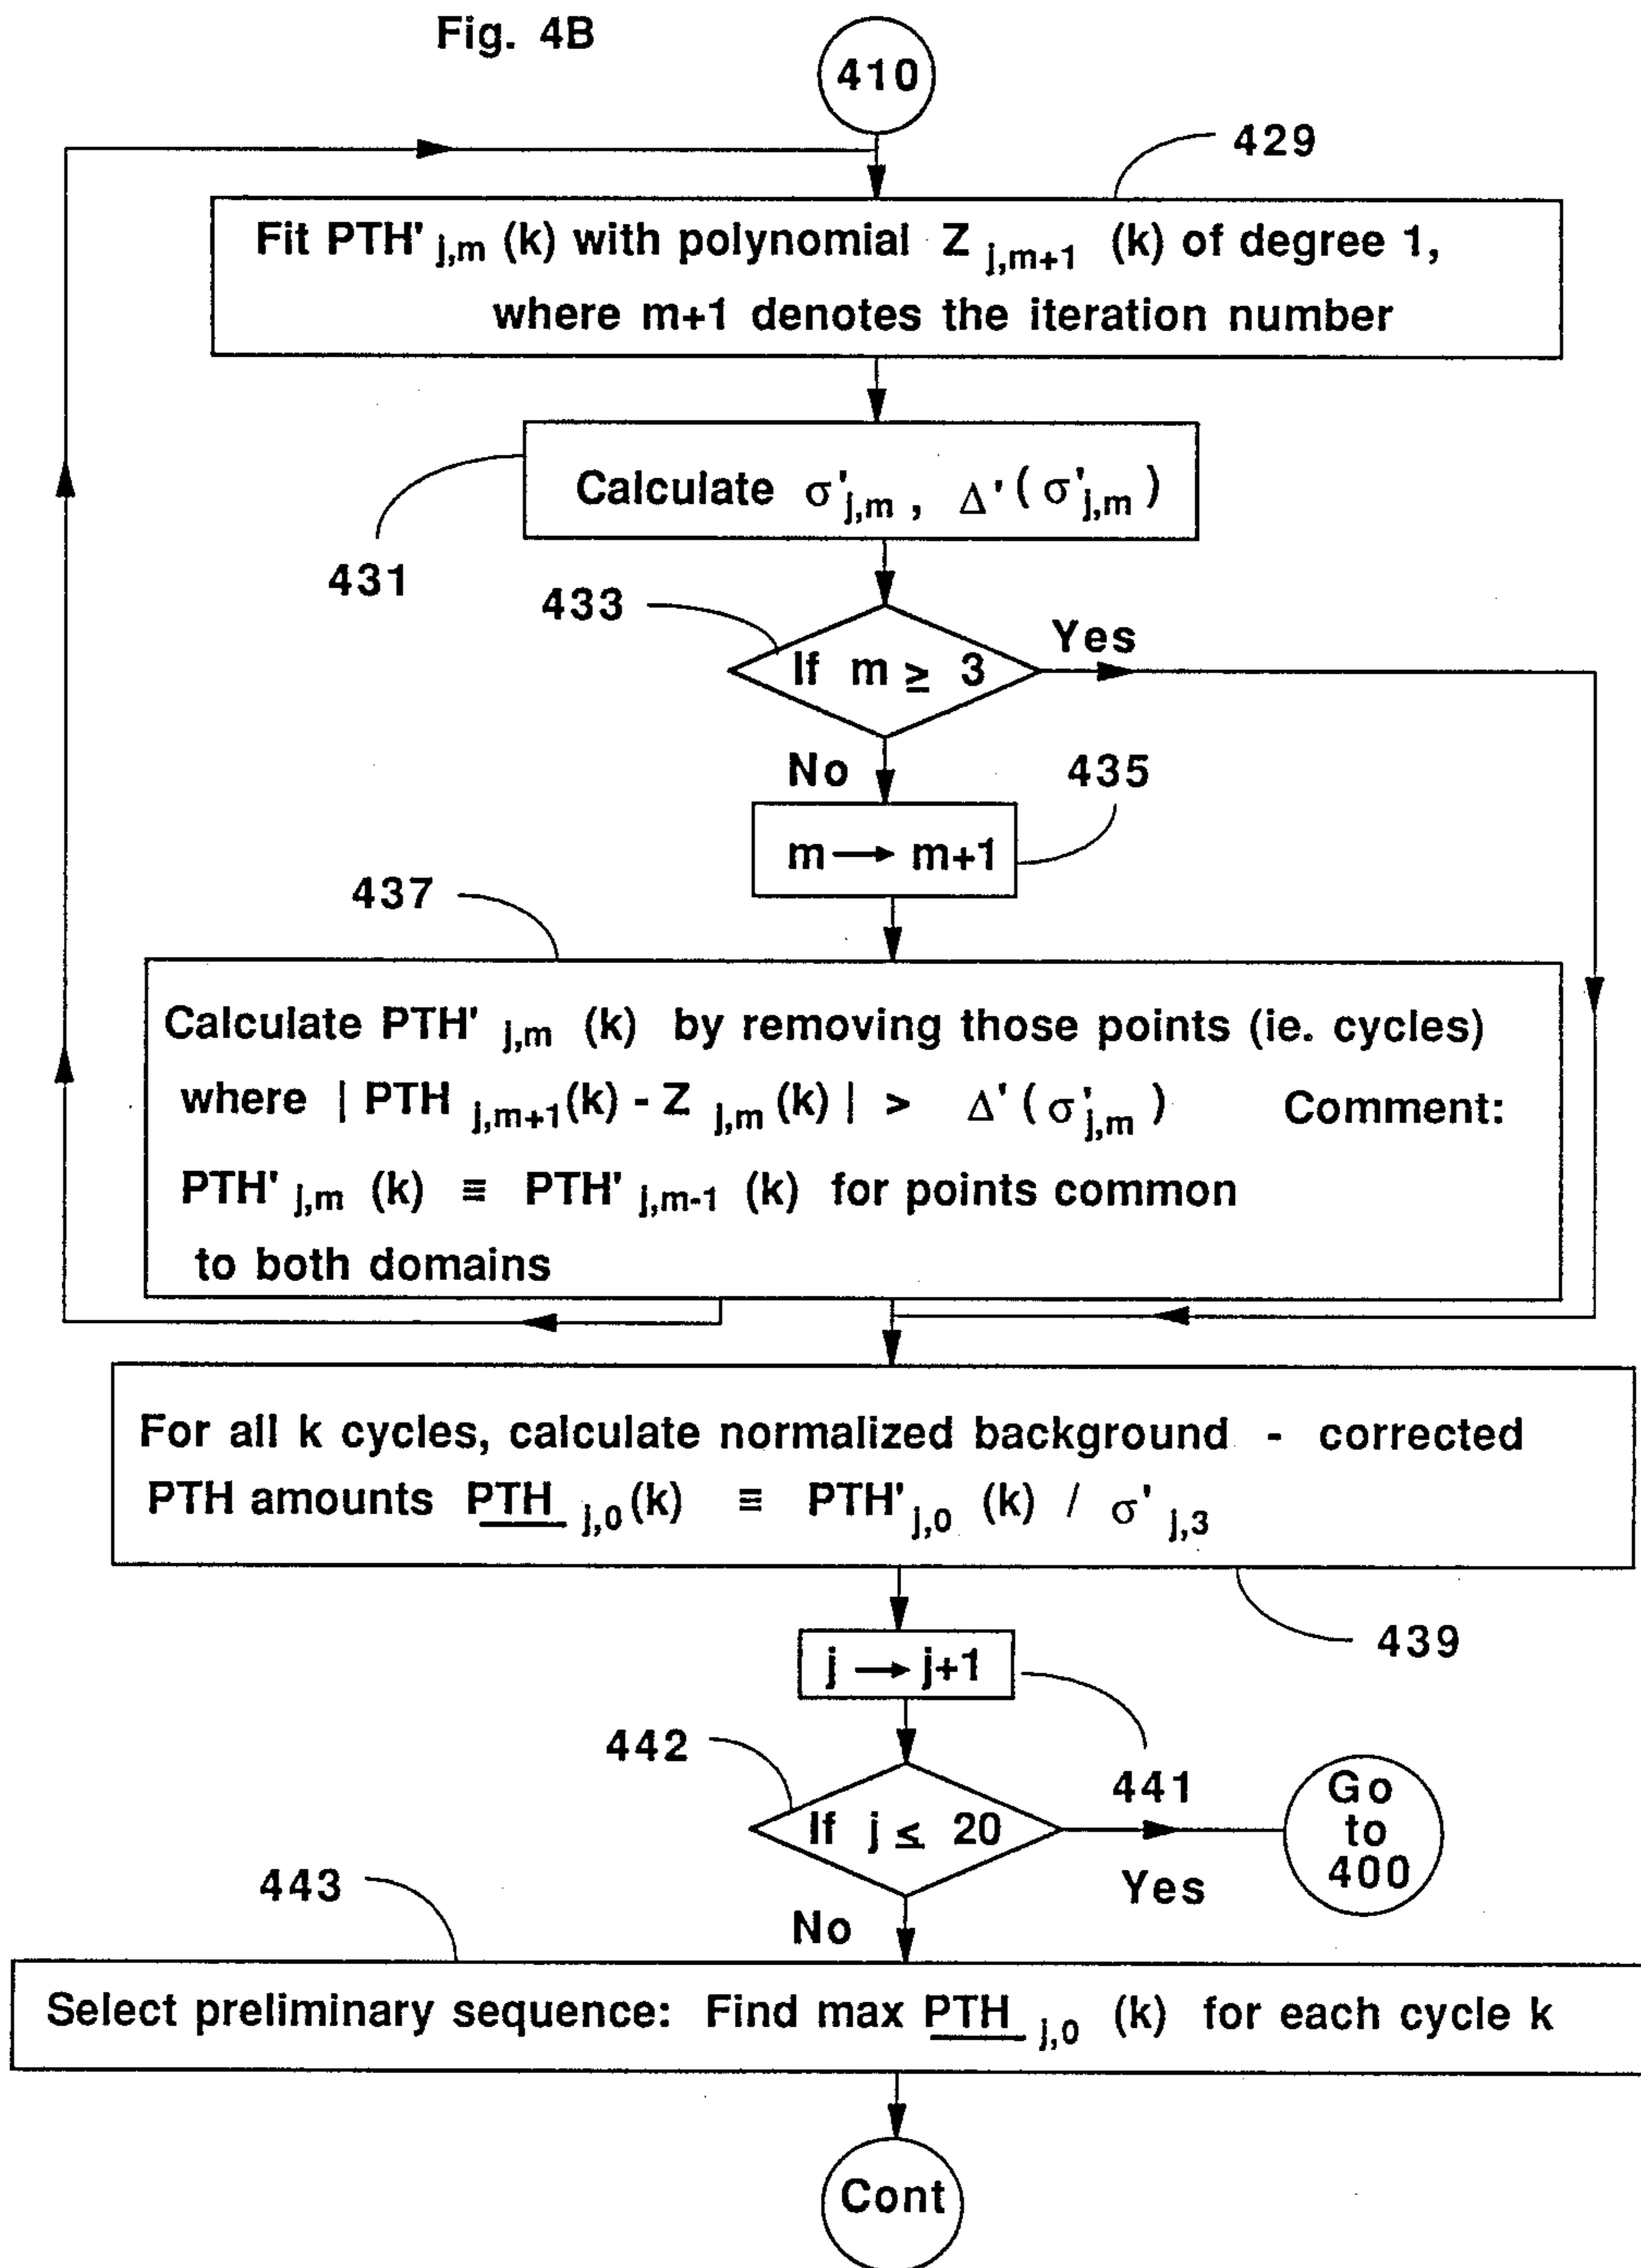 Fig. 4B
410
429
Fit PTH' j,m (k) with polynomial Z j,m+1 (k) of degree 1,
where m+1 denotes the iteration number
Calculate σ'j,m , Δ' ( σ'j,m )
431
433
If m ≥ 3
Yes
No
435
m → m+1
437
Calculate PTH' j,m (k) by removing those points (ie. cycles)
where | PTH j,m+1(k) - Z j,m (k) | > Δ' ( σ'j,m ) Comment:
PTH' j,m (k) ≡ PTH' j,m-1 (k) for points common
to both domains
For all k cycles, calculate normalized background - corrected
PTH amounts PTH j,0(k) ≡ PTH'j,0 (k) / σ' j,3
439
j → j+1
442
441
If j ≤ 20
Go
to
400
Yes
443
No
Select preliminary sequence: Find max PTH j,0 (k) for each cycle k
Cont